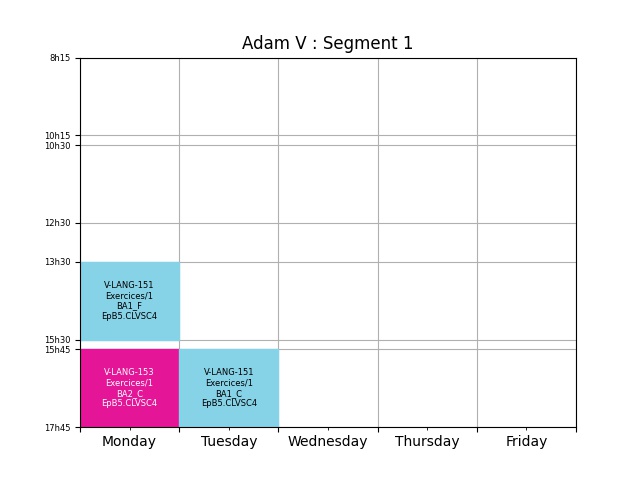 Adam V : Segment 1
8h15
10h15
10h30
12h30
13h30
V-LANG-151
Exercices/1
BA1_F
EpB5.CLVSC4
15h30
15h45
V-LANG-153
Exercices/1
BA2_C
EpB5.CLVSC4
V-LANG-151
Exercices/1
BA1_C
EpB5.CLVSC4
17h45
Monday Tuesday Wednesday Thursday Friday